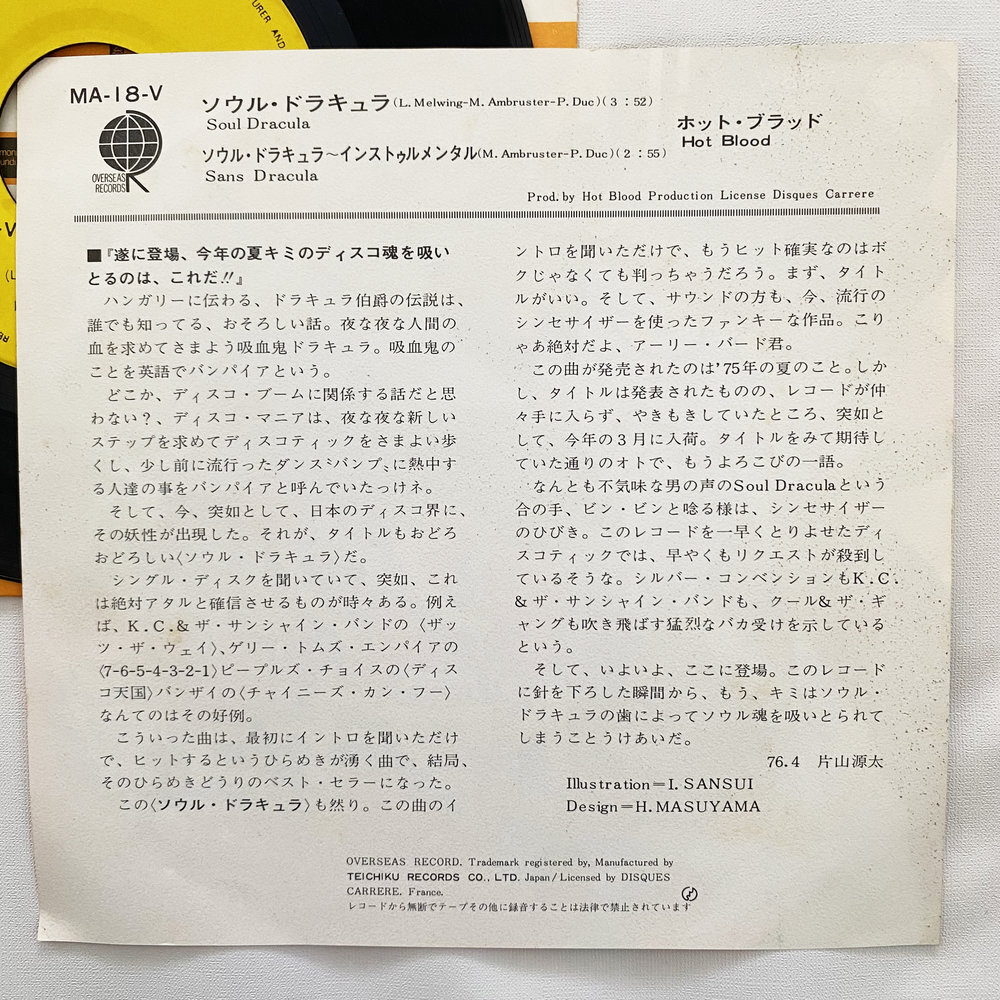 URER AND
MA-18-V
OVERSEAS
RECORDS
ソウル・ドラキュラ(L. Melwing-M. Ambruster-P. Duc)(3：52)
Soul Dracula
ソウル・ドラキュラ〜インストゥルメンタル(M. Ambruster-P. Duc)(2：55)
Sans Dracula
ホット・ブラッド
Hot Blood
Prod. by Hot Blood Production License Disques Carrere
■『遂に登場、今年の夏キミのディスコ魂を吸い
とるのは、これだ!!』
ハンガリーに伝わる、ドラキュラ伯爵の伝説は、
誰でも知ってる、おそろしい話。夜な夜な人間の
血を求めてさまよう吸血鬼ドラキュラ。吸血鬼の
ことを英語でバンパイアという。
どこか、ディスコ・ブームに関係する話だと思
わない？、ディスコ・マニアは、夜な夜な新しい
ステップを求めてディスコティックをさまよい歩
くし、少し前に流行ったダンス〝バンプ〟に熱中す
る人達の事をバンパイアと呼んでいたっけネ。
そして、今、突如として、日本のディスコ界に、
その妖性が出現した。それが、タイトルもおどろ
おどろしい〈ソウル・ドラキュラ〉だ。
シングル・ディスクを聞いていて、突如、これ
は絶対アタルと確信させるものが時々ある。例え
ば、K.C.&ザ・サンシャイン・バンドの〈ザッ
ツ・ザ・ウェイ〉、ゲリー・トムズ・エンパイアの
〈7-6-5-4-3-2-1〉ピープルズ・チョイスの〈ディス
コ天国〉バンザイの〈チャイニーズ・カン・フー〉
なんてのはその好例。
こういった曲は、最初にイントロを聞いただけ
で、ヒットするというひらめきが湧く曲で、結局、
そのひらめきどうりのベスト・セラーになった。
この〈ソウル・ドラキュラ〉も然り。この曲のイ
ントロを聞いただけで、もうヒット確実なのはボ
クじゃなくても判っちゃうだろう。まず、タイト
ルがいい。そして、サウンドの方も、今、流行の
シンセサイザーを使ったファンキーな作品。こり
ゃあ絶対だよ、アーリー・バード君。
この曲が発売されたのは'75年の夏のこと。しか
し、タイトルは発表されたものの、レコードが仲
々手に入らず、やきもきしていたところ、突如と
して、今年の3月に入荷。タイトルをみて期待し
ていた通りのオトで、もうよろこびの一語。
なんとも不気味な男の声のSoul Draculaという
合の手、ビン・ビンと唸る様は、シンセサイザー
のひびき。このレコードを一早くとりよせたディ
スコティックでは、早やくもリクエストが殺到し
ているそうな。シルバー・コンベンションもK.C.
&ザ・サンシャイン・バンドも、クール&ザ・ギ
ャングも吹き飛ばす猛烈なバカ受けを示している
という。
そして、いよいよ、ここに登場。このレコード
に針を下ろした瞬間から、もう、キミはソウル・
ドラキュラの歯によってソウル魂を吸いとられて
しまうことうけあいだ。
76.4　片山源太
Illustration＝I. SANSUI
Design＝H. MASUYAMA
OVERSEAS RECORD. Trademark registered by, Manufactured by
TEICHIKU RECORDS CO., LTD. Japan/Licensed by DISQUES
CARRERE. France.
レコードから無断でテープその他に録音することは法律で禁止されています